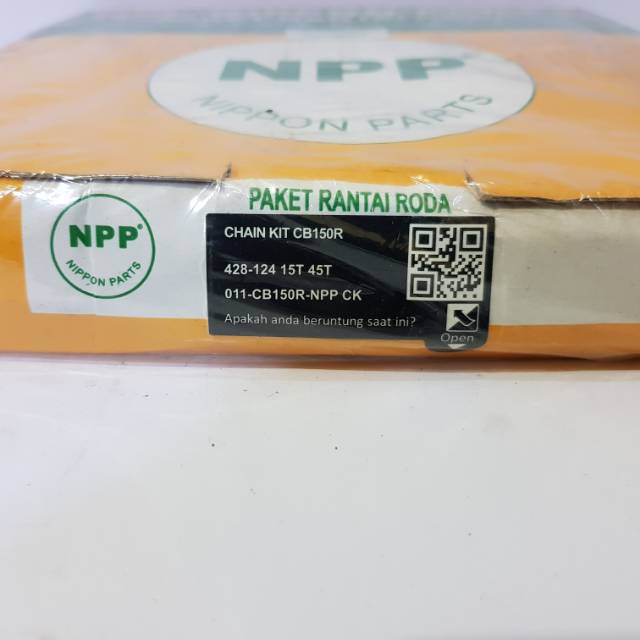 NPP
NIPPON PARTS
PAKET RANTAI RODA
NPP
NIPPON PARTS
CHAIN KIT CB150R
428-124 15T 45T
011-CB150R-NPP CK
Apakah anda beruntung saat ini?
Open